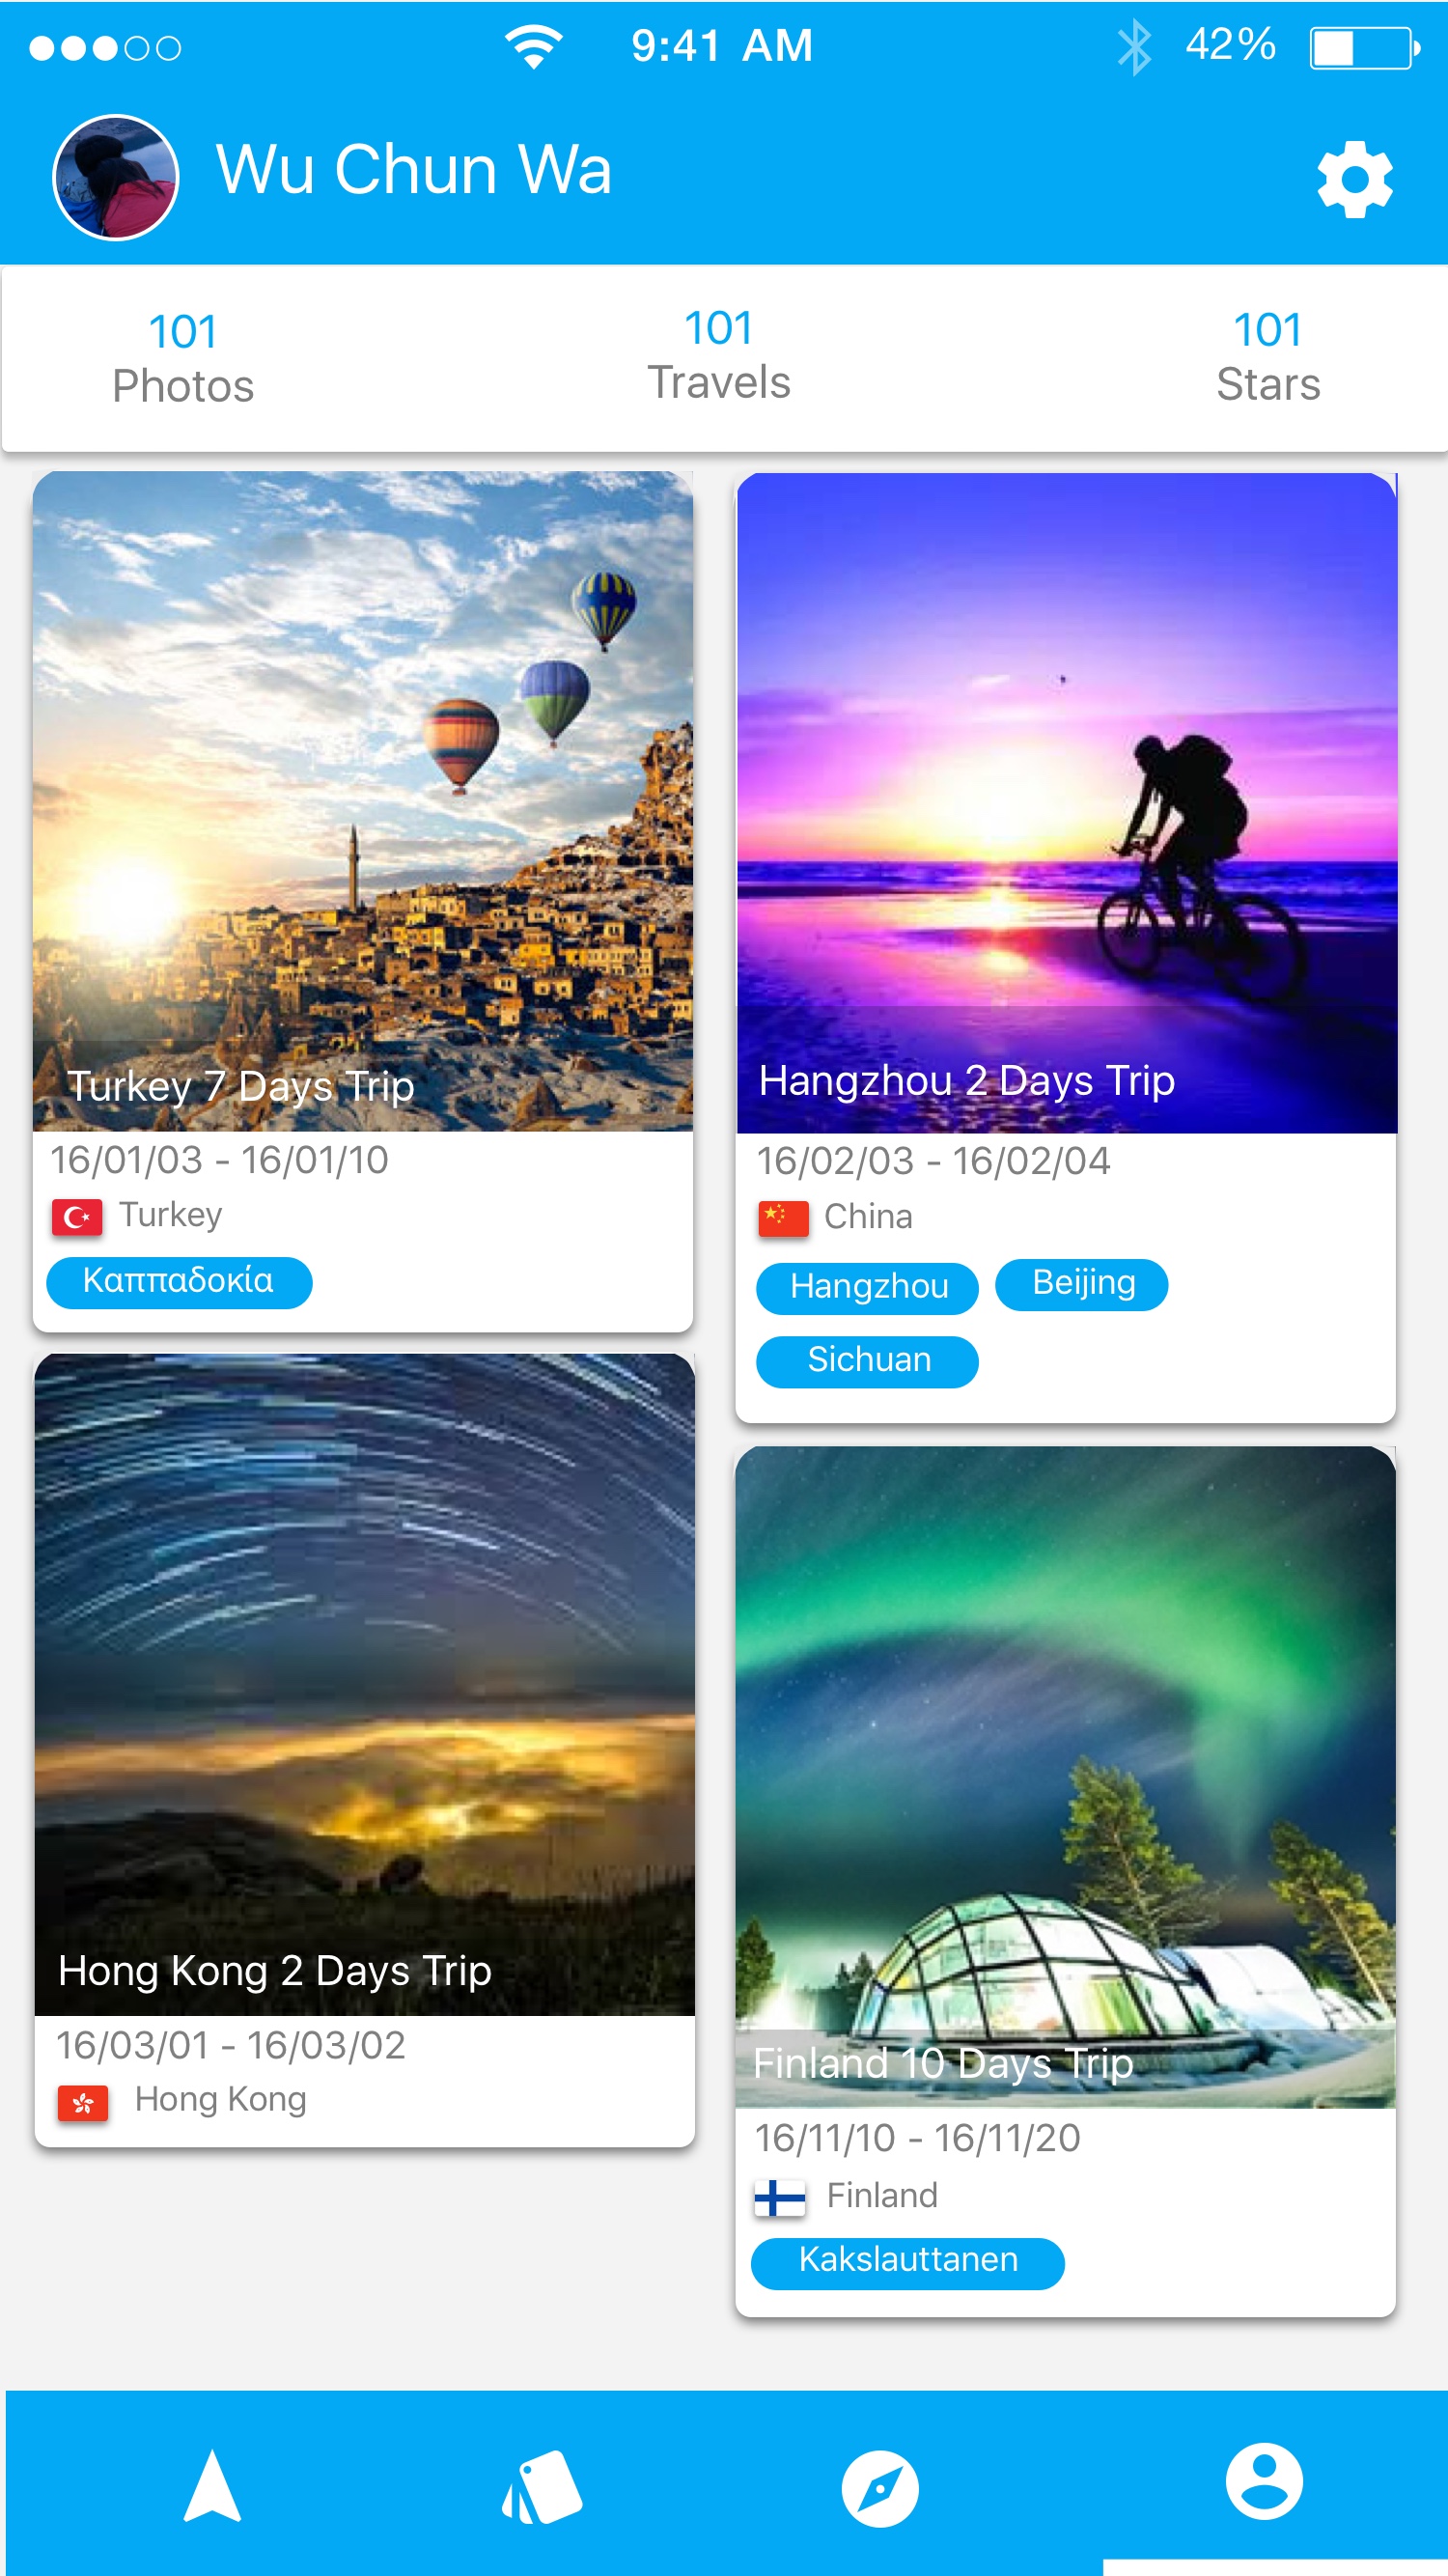 9:41 AM
42%
Wu Chun Wa
101
Photos
101
Travels
101
Stars
Turkey 7 Days Trip
16/01/03 - 16/01/10
Turkey
Καππαδοκία
Hangzhou 2 Days Trip
16/02/03 - 16/02/04
China
Hangzhou
Beijing
Sichuan
Hong Kong 2 Days Trip
16/03/01 - 16/03/02
Hong Kong
Finland 10 Days Trip
16/11/10 - 16/11/20
Finland
Kakslauttanen